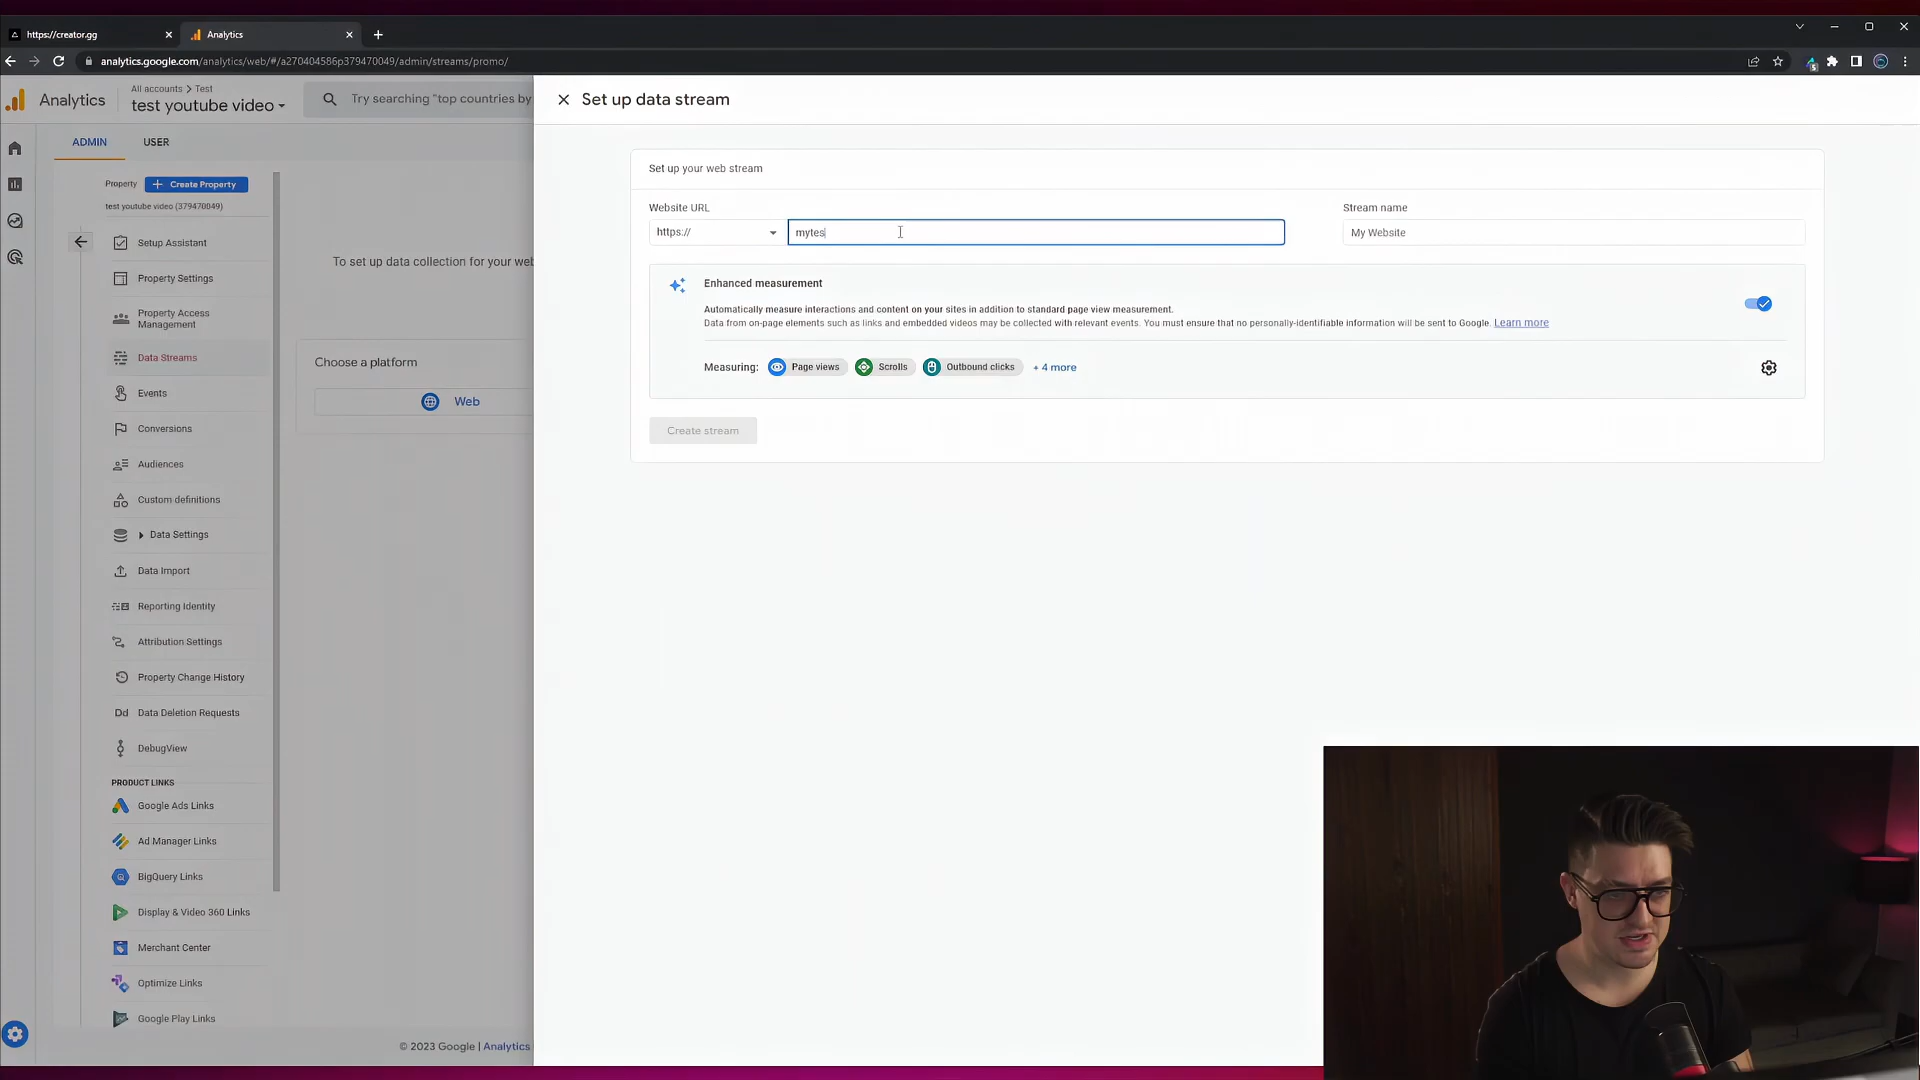 https://creator.gg
Analytics
analytics.google.com/analytics/web/#/a270404586p379470049/admin/streams/promo/
Analytics
All accounts > Test
test youtube video
Try searching "top countries by
Set up data stream
ADMIN
USER
Set up your web stream
Property
Create Property
test youtube video (379470049)
Website URL
Stream name
https://
mytes
My Website
Setup Assistant
To set up data collection for your web
Property Settings
Enhanced measurement
Automatically measure interactions and content on your sites in addition to standard page view measurement.
Data from on-page elements such as links and embedded videos may be collected with relevant events. You must ensure that no personally-identifiable information will be sent to Google. Learn more
Property Access
Management
Data Streams
Choose a platform
Measuring:
Page views
Scrolls
Outbound clicks
+ 4 more
Events
Web
Conversions
Create stream
Audiences
Custom definitions
Data Settings
Data Import
Reporting Identity
Attribution Settings
Property Change History
Dd Data Deletion Requests
DebugView
PRODUCT LINKS
Google Ads Links
Ad Manager Links
BigQuery Links
Display & Video 360 Links
Merchant Center
Optimize Links
Google Play Links
© 2023 Google | Analytics